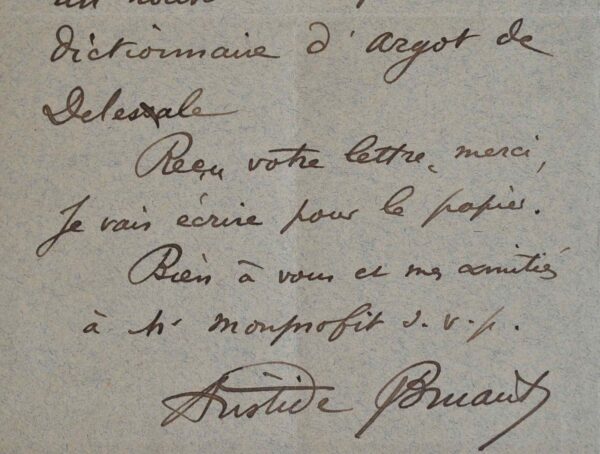 dictionnaire d'argot de
Delesale
Reçu votre lettre, merci,
Je vais écrire pour le papier.
Bien à vous et mes amitiés
à Mr monprofit s.v.p.
Aristide Bruant